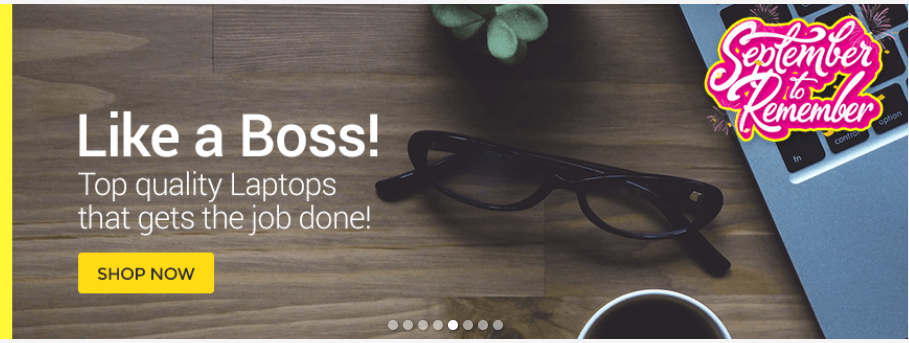 Like a Boss!
Top quality Laptops
that gets the job done!
SHOP NOW
September
to
Remember
fn
control
option